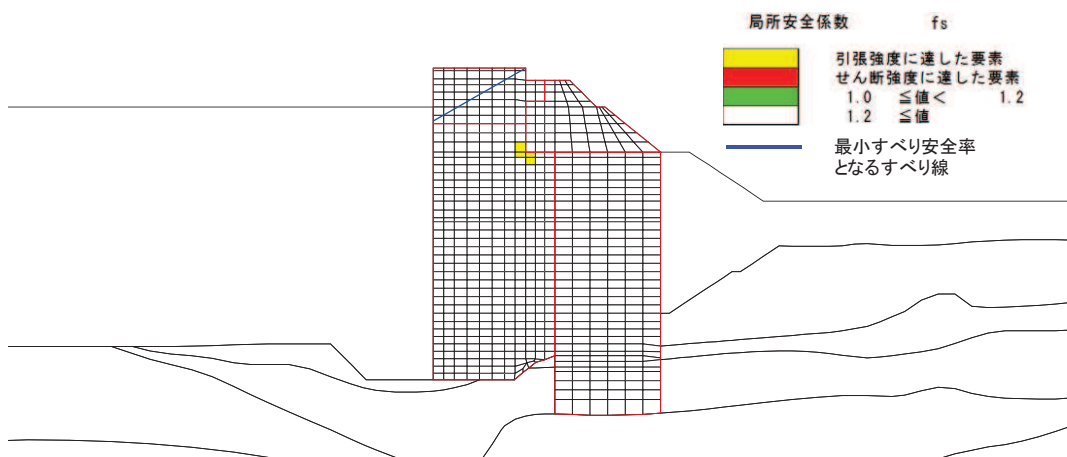 局所安全係数 fs
引張強度に達した要素
せん断強度に達した要素
1.0 ≦値< 1.2
1.2 ≦値
最小すべり安全率
となるすべり線